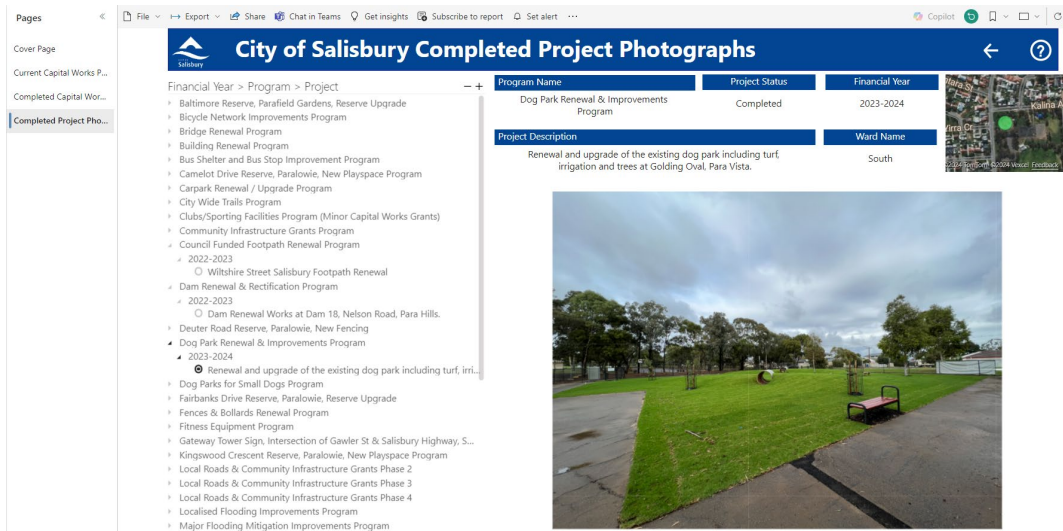 Pages
File
Export
Share
Chat in Teams
Get insights
Subscribe to report
Set alert
Copilot
Cover Page
Current Capital Works P...
Completed Capital Wor...
Completed Project Pho...
Salisbury
City of Salisbury Completed Project Photographs
Financial Year > Program > Project
Baltimore Reserve, Parafield Gardens, Reserve Upgrade
Bicycle Network Improvements Program
Bridge Renewal Program
Building Renewal Program
Bus Shelter and Bus Stop Improvement Program
Camelot Drive Reserve, Paralowie, New Playspace Program
Carpark Renewal / Upgrade Program
City Wide Trails Program
Clubs/Sporting Facilities Program (Minor Capital Works Grants)
Community Infrastructure Grants Program
Council Funded Footpath Renewal Program
2022-2023
Wiltshire Street Salisbury Footpath Renewal
Dam Renewal & Rectification Program
2022-2023
Dam Renewal Works at Dam 18, Nelson Road, Para Hills.
Deuter Road Reserve, Paralowie, New Fencing
Dog Park Renewal & Improvements Program
2023-2024
Renewal and upgrade of the existing dog park including turf, irri...
Dog Parks for Small Dogs Program
Fairbanks Drive Reserve, Paralowie, Reserve Upgrade
Fences & Bollards Renewal Program
Fitness Equipment Program
Gateway Tower Sign, Intersection of Gawler St & Salisbury Highway, S...
Kingswood Crescent Reserve, Paralowie, New Playspace Program
Local Roads & Community Infrastructure Grants Phase 2
Local Roads & Community Infrastructure Grants Phase 3
Local Roads & Community Infrastructure Grants Phase 4
Localised Flooding Improvements Program
Major Flooding Mitigation Improvements Program
Program Name
Dog Park Renewal & Improvements
Program
Project Status
Completed
Financial Year
2023-2024
Project Description
Renewal and upgrade of the existing dog park including turf,
irrigation and trees at Golding Oval, Para Vista.
Ward Name
South
Kalina A
©2024 TomTom ©2024 Vexcel Feedback